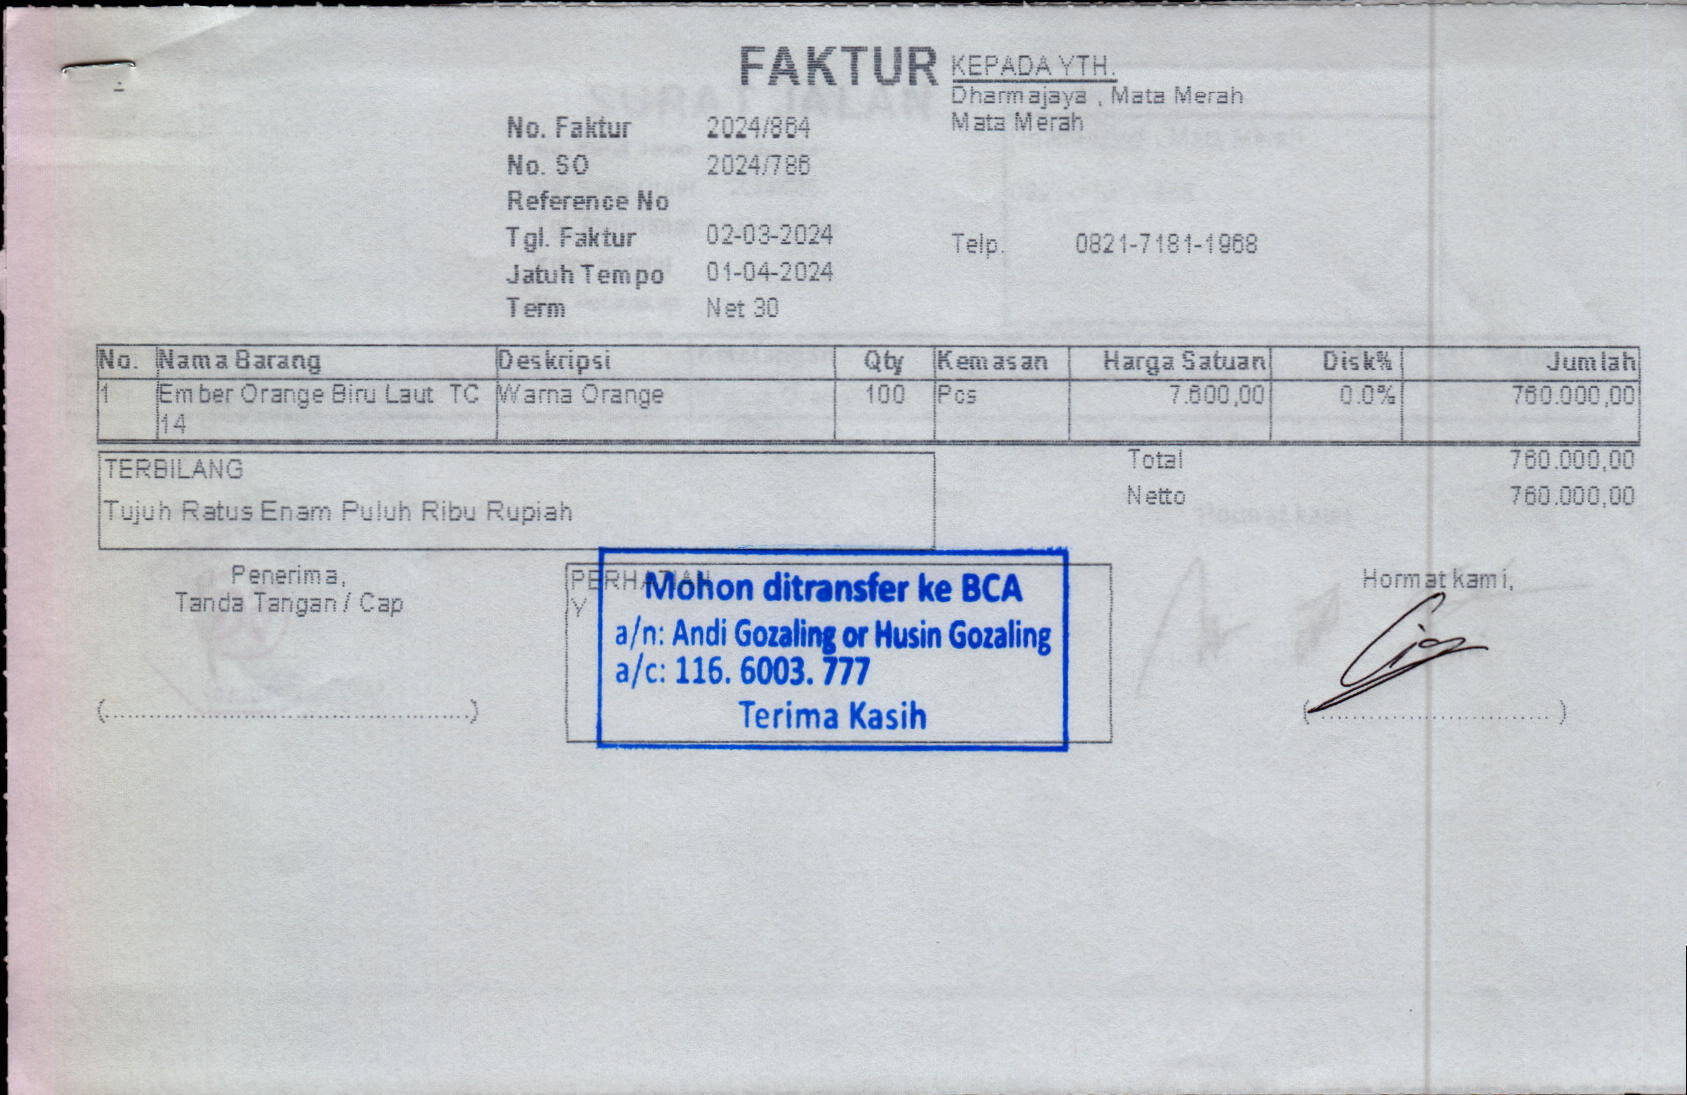 FAKTUR
KEPADA YTH.
Dharmajaya , Mata Merah
Mata Merah
No. Faktur 2024/864
No. SO 2024/786
Reference No
Tgl. Faktur 02-03-2024
Telp. 0821-7181-1968
Jatuh Tempo 01-04-2024
Term Net 30
No. Nama Barang Deskripsi Qty Kemasan Harga Satuan Disk% Jumlah
1 Ember Orange Biru Laut TC Warna Orange 100 Pcs 7.600,00 0.0% 760.000,00
14
TERBILANG
Tujuh Ratus Enam Puluh Ribu Rupiah
Total 760.000,00
Netto 760.000,00
Penerima,
Tanda Tangan / Cap
(............................................)
PERHATIAN
Y
Mohon ditransfer ke BCA
a/n: Andi Gozaling or Husin Gozaling
a/c: 116. 6003. 777
Terima Kasih
Hormat kami,
(............................)